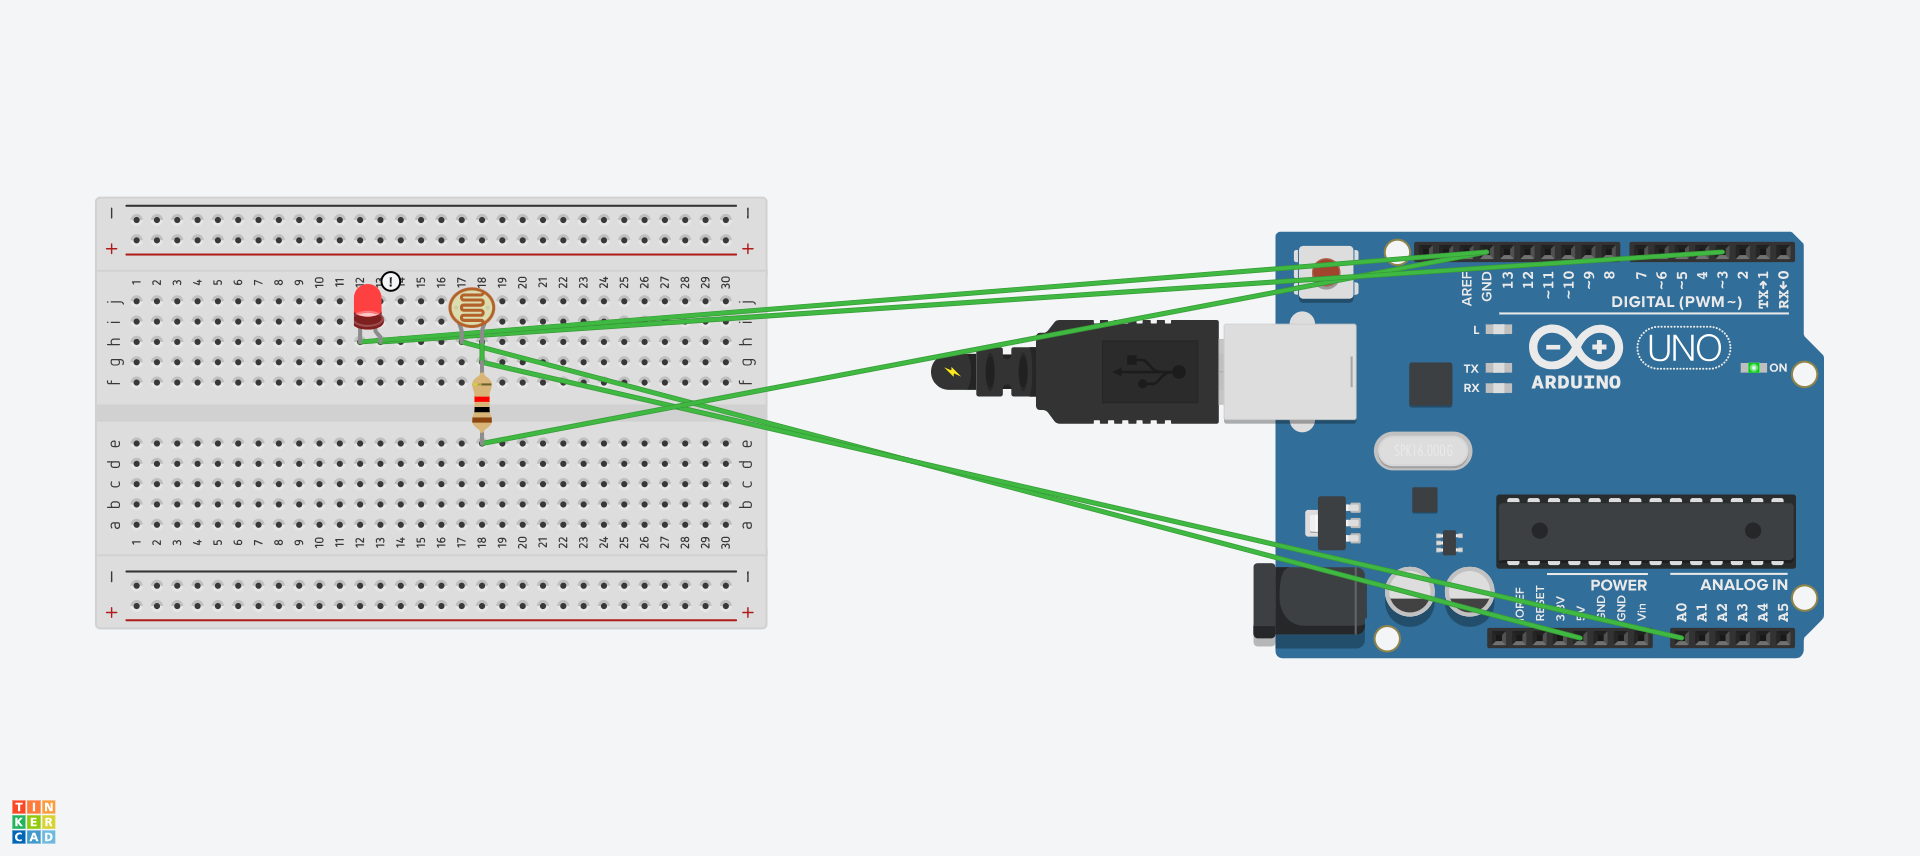 − −
+ +
1 2 3 4 5 6 7 8 9 10 11 12 15 16 17 18 19 20 21 22 23 24 25 26 27 28 29 30
j j
i i
h h
g g
f f
e e
d d
c c
b b
a a
1 2 3 4 5 6 7 8 9 10 11 12 13 14 15 16 17 18 19 20 21 22 23 24 25 26 27 28 29 30
− −
+ +
AREF GND 13 12 ~11 ~10 ~9 8 7 ~6 ~5 4 ~3 2 TX→1 RX←0
DIGITAL (PWM~)
L
TX
RX
ARDUINO
UNO
ON
SPK16.000G
POWER ANALOG IN
IOREF RESET 3.3V 5V GND GND Vin A0 A1 A2 A3 A4 A5
TIN
KER
CAD